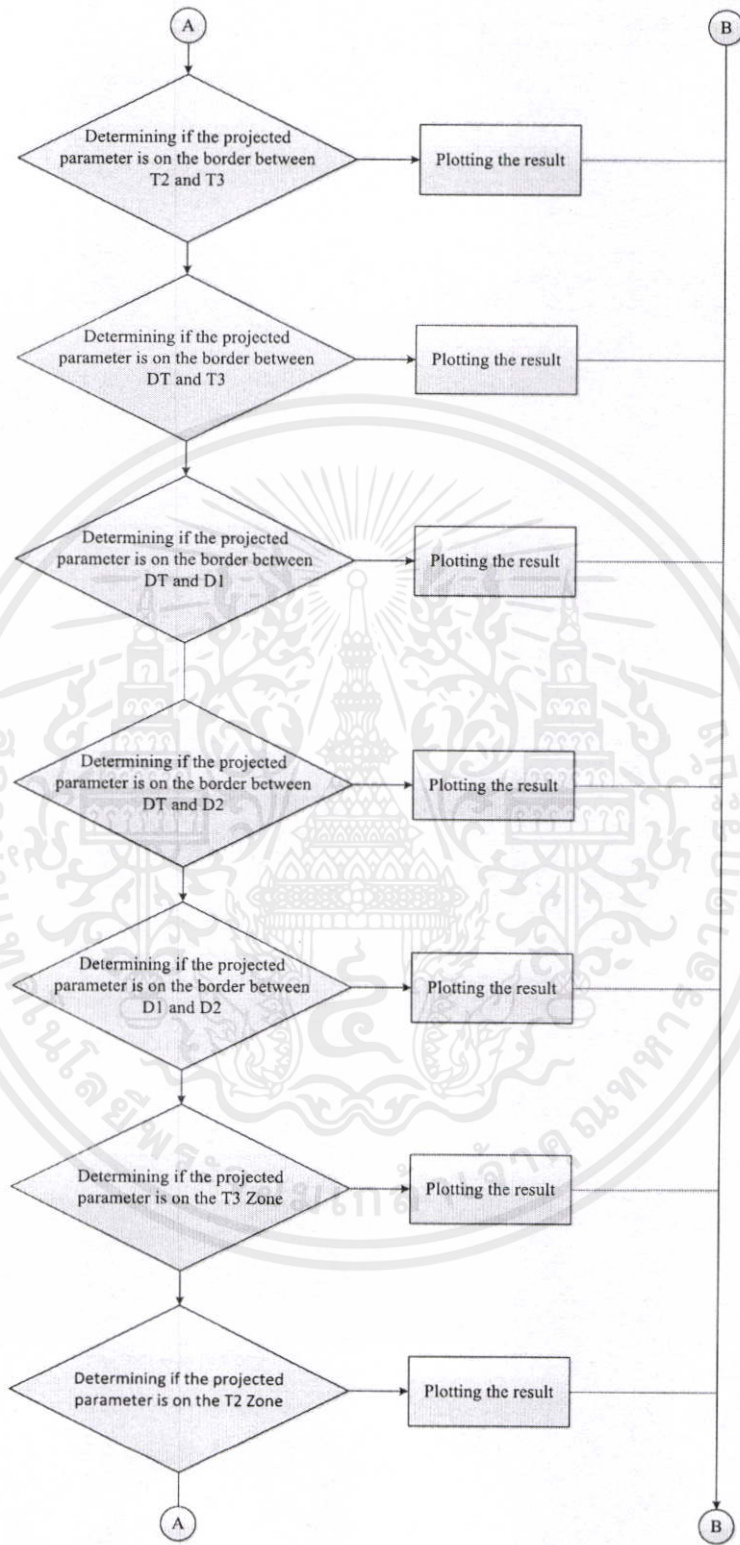 A
B
Determining if the projected
parameter is on the border between
T2 and T3
Plotting the result
Determining if the projected
parameter is on the border between
DT and T3
Plotting the result
Determining if the projected
parameter is on the border between
DT and D1
Plotting the result
Determining if the projected
parameter is on the border between
DT and D2
Plotting the result
Determining if the projected
parameter is on the border between
D1 and D2
Plotting the result
Determining if the projected
parameter is on the T3 Zone
Plotting the result
Determining if the projected
parameter is on the T2 Zone
Plotting the result
A
B